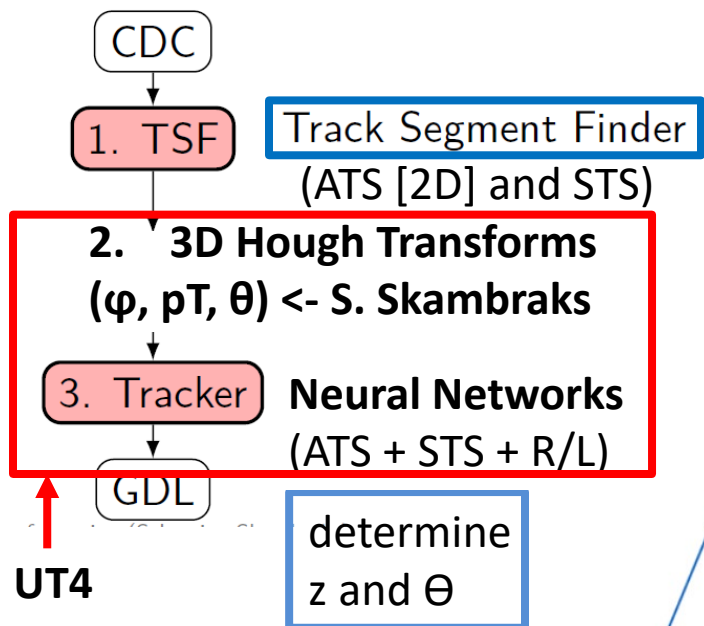 CDC
1. TSF
Track Segment Finder
(ATS [2D] and STS)
2. 3D Hough Transforms
(φ, pT, θ) <- S. Skambraks
3. Tracker
Neural Networks
(ATS + STS + R/L)
GDL
determine
z and ϴ
UT4